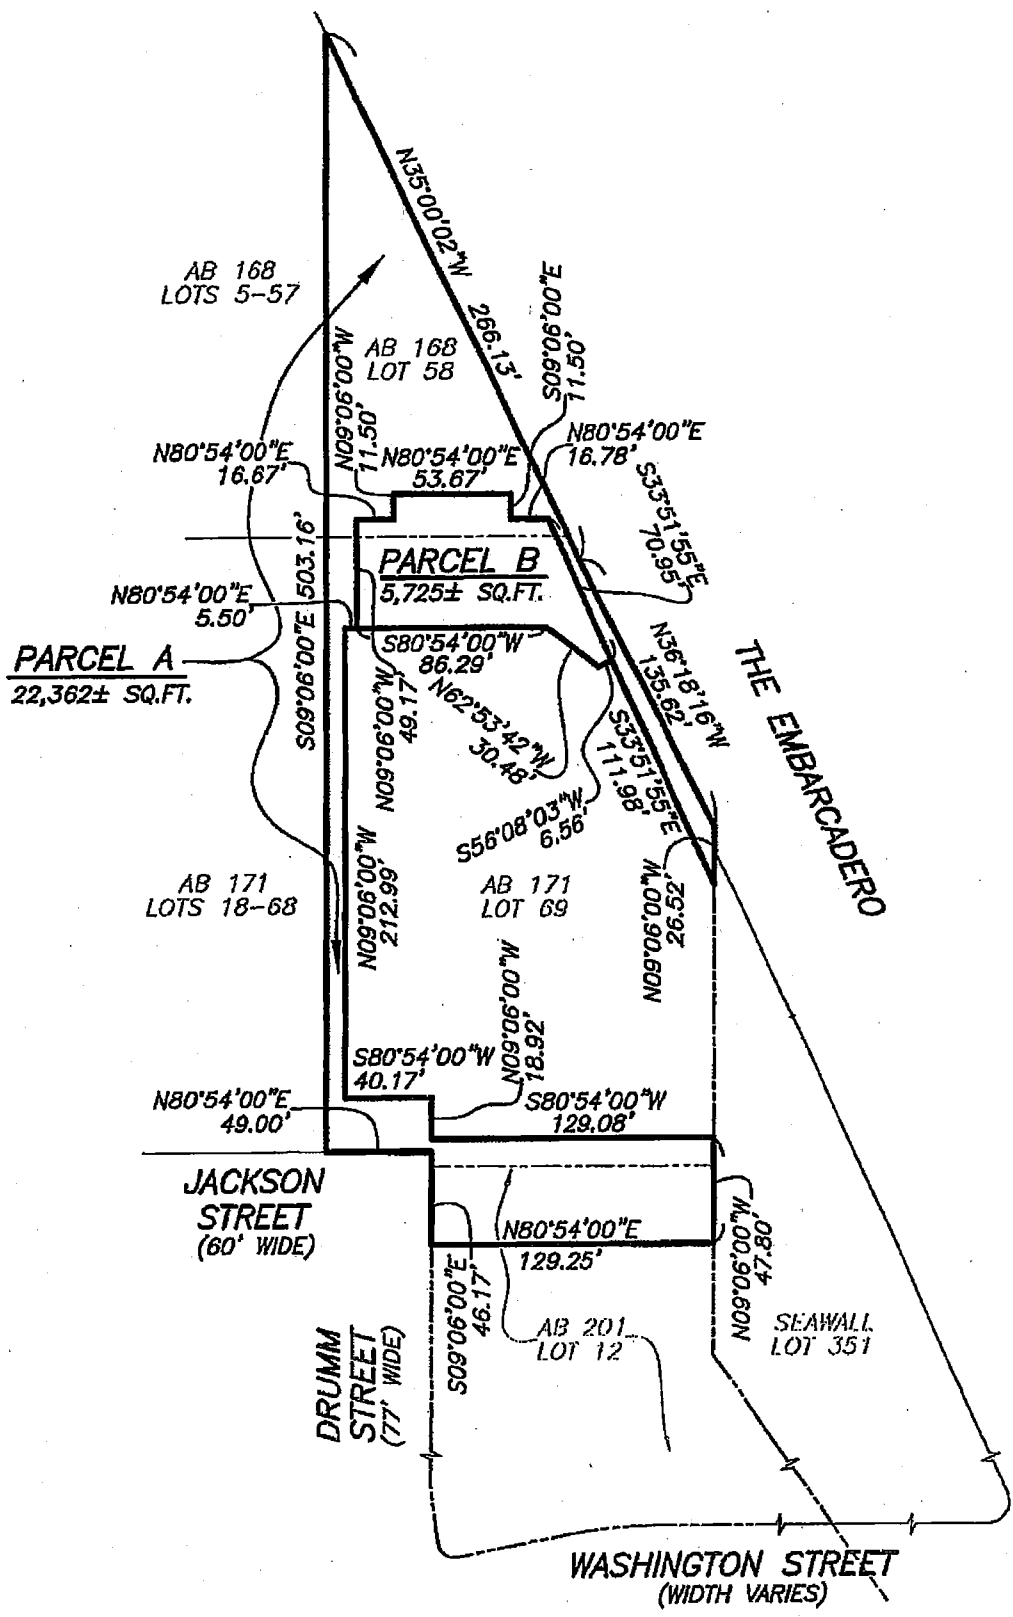 N35°00'02"W 266.13'
AB 168
LOTS 5-57
N09°06'00"W
11.50'
AB 168
LOT 58
S09°06'00"E
11.50'
N80°54'00"E
16.67'
N80°54'00"E
53.67'
N80°54'00"E
16.78'
S33°51'55"E
70.95'
S09°06'00"E 503.16'
PARCEL B
5,725± SQ.FT.
N80°54'00"E
5.50'
S80°54'00"W
86.29'
PARCEL A
22,362± SQ.FT.
N09°06'00"W
49.17'
N62°53'42"W
30.48'
N36°18'16"W
135.62'
THE EMBARCADERO
S33°51'55"E
111.98'
S56°08'03"W
6.56'
AB 171
LOTS 18-68
N09°06'00"W
212.99'
AB 171
LOT 69
N09°06'00"W
26.52'
N09°06'00"W
18.92'
S80°54'00"W
40.17'
N80°54'00"E
49.00'
S80°54'00"W
129.08'
JACKSON
STREET
(60' WIDE)
N80°54'00"E
129.25'
N09°06'00"W
47.80'
S09°06'00"E
46.17'
AB 201
LOT 12
SEAWALL
LOT 351
DRUMM
STREET
(77' WIDE)
WASHINGTON STREET
(WIDTH VARIES)